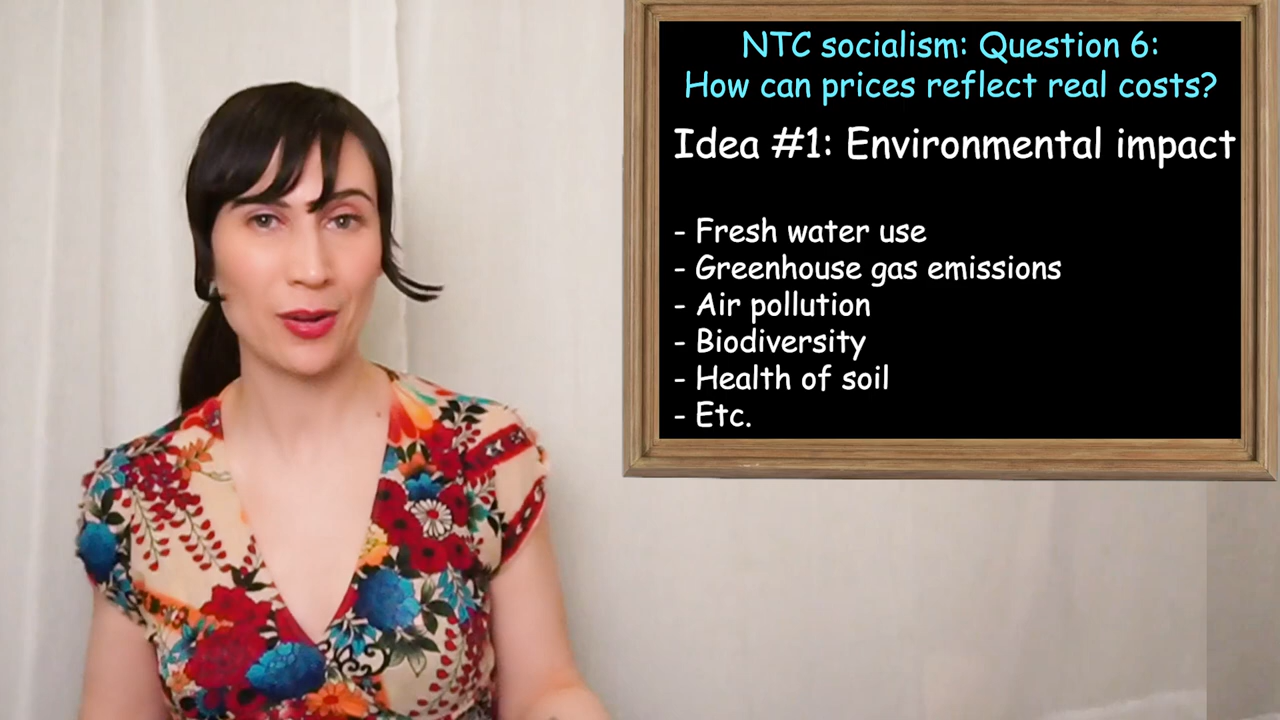 NTC socialism: Question 6:
How can prices reflect real costs?
Idea #1: Environmental impact
- Fresh water use
- Greenhouse gas emissions
- Air pollution
- Biodiversity
- Health of soil
- Etc.